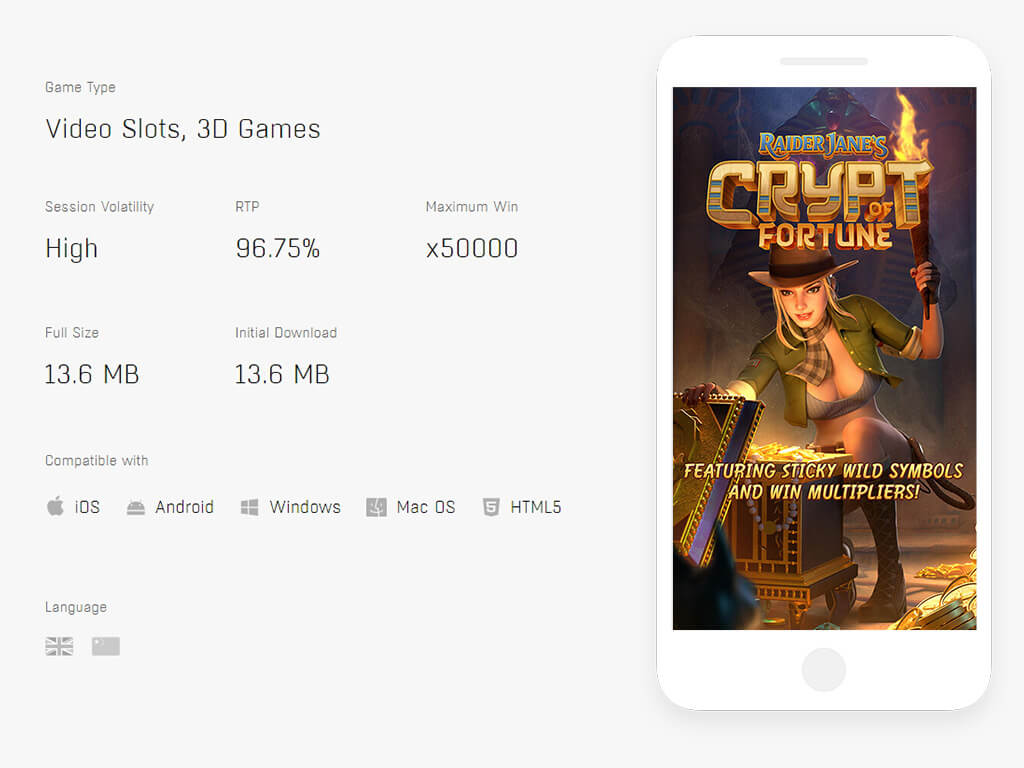 Game Type
Video Slots, 3D Games
Session Volatility
RTP
Maximum Win
High
96.75%
x50000
Full Size
Initial Download
13.6 MB
13.6 MB
Compatible with
iOS
Android
Windows
Mac OS
5
HTML5
Language
RAIDER JANE'S
CRYPT
OF
FORTUNE
FEATURING STICKY WILD SYMBOLS
AND WIN MULTIPLIERS!